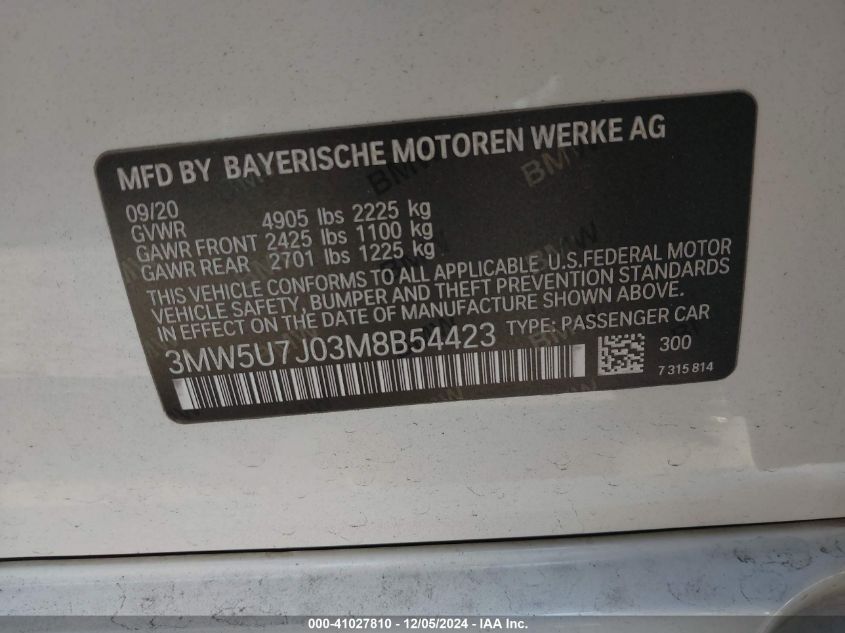 MFD BY BAYERISCHE MOTOREN WERKE AG
09/20
GVWR 4905 lbs 2225 kg
GAWR FRONT 2425 lbs 1100 kg
GAWR REAR 2701 lbs 1225 kg
THIS VEHICLE CONFORMS TO ALL APPLICABLE U.S.FEDERAL MOTOR
VEHICLE SAFETY, BUMPER AND THEFT PREVENTION STANDARDS
IN EFFECT ON THE DATE OF MANUFACTURE SHOWN ABOVE.
3MW5U7J03M8B54423 TYPE: PASSENGER CAR
300
7 315 814
000-41027810 - 12/05/2024 - Copyright © IAA